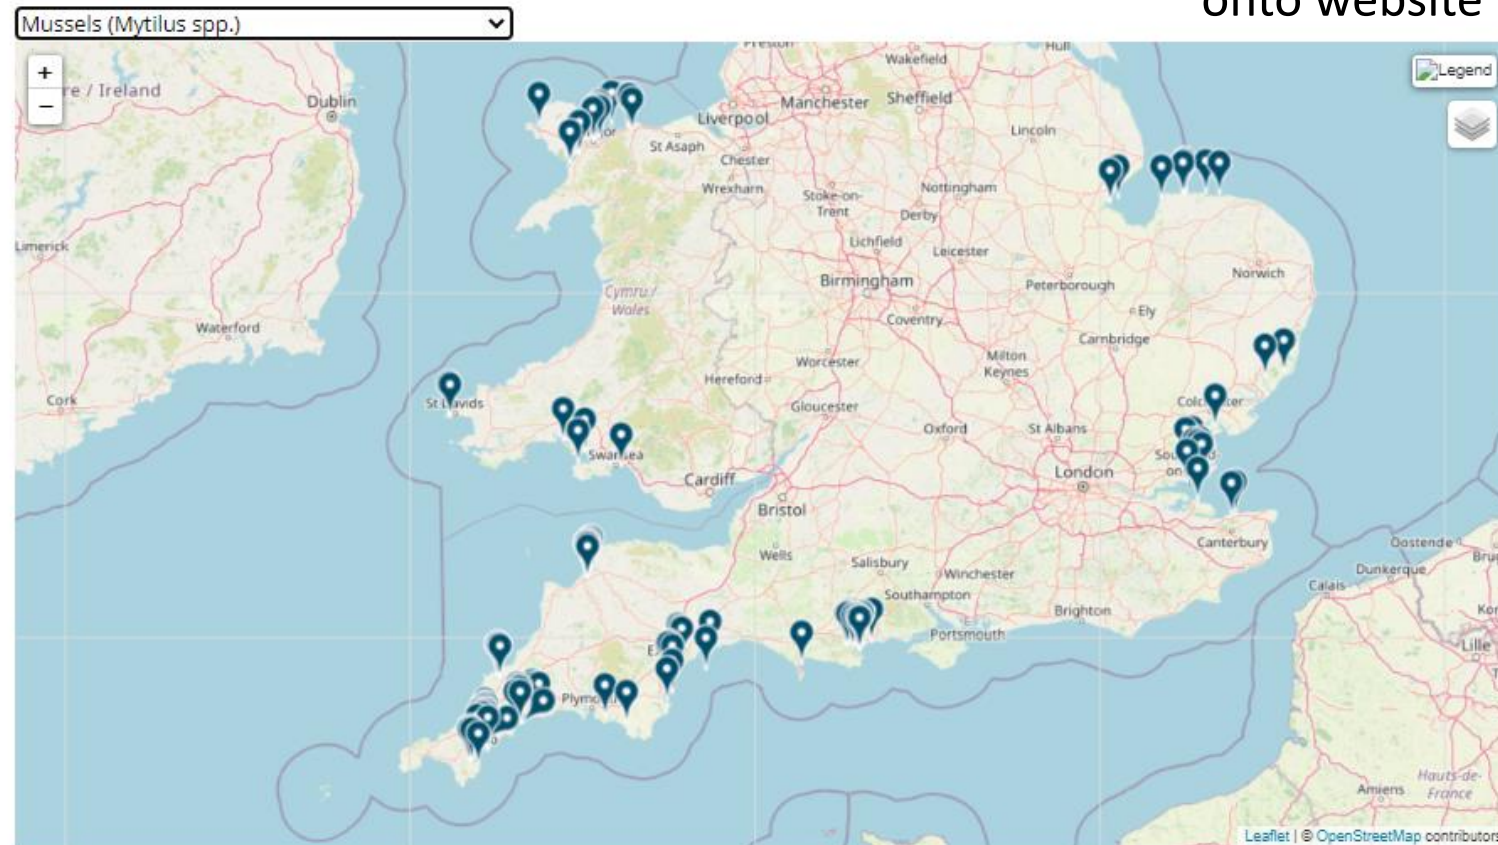 onto website
Mussels (Mytilus spp.)
+
−
Legend
re / Ireland
Dublin
Limerick
Waterford
Cork
Preston
Hull
Wakefield
Manchester
Sheffield
Liverpool
Lincoln
St Asaph
Chester
Wrexham
Stoke-on-
Trent
Nottingham
Derby
Lichfield
Leicester
Norwich
Birmingham
Peterborough
Cymru /
Wales
Ely
Coventry
Cambridge
Worcester
Milton
Keynes
Hereford
St Davids
Gloucester
Oxford
St Albans
Swansea
Cardiff
London
Bristol
Wells
Canterbury
Oostende
Salisbury
Winchester
Dunkerque
Calais
Southampton
Brighton
Portsmouth
Lille
Amiens
Hauts-de-
France
Leaflet | © OpenStreetMap contributors